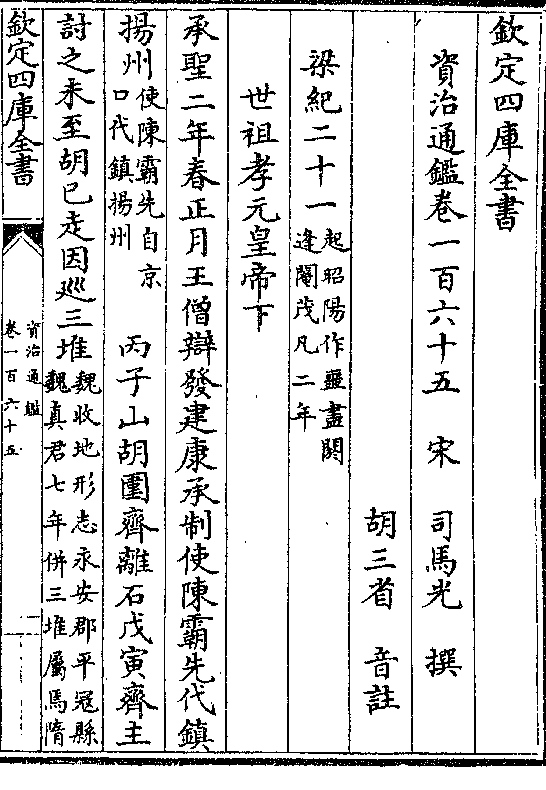 欽定四庫全書
資治通鑑卷一百六十五 宋 司馬光 撰
胡三省 音註
梁紀二十一起昭陽作噩盡閼
逢閹茂凡二年
世祖孝元皇帝下
承聖二年春正月王僧辯發建康承制使陳霸先代鎮
揚州使陳霸先自京
口代鎮揚州 丙子山胡圍齊離石戊寅齊主
討之未至胡已走因巡三堆魏收地形志永安郡平寇縣
魏真君七年併三堆屬焉隋
欽定四庫全書
資治通鑑
卷一百六十五
一